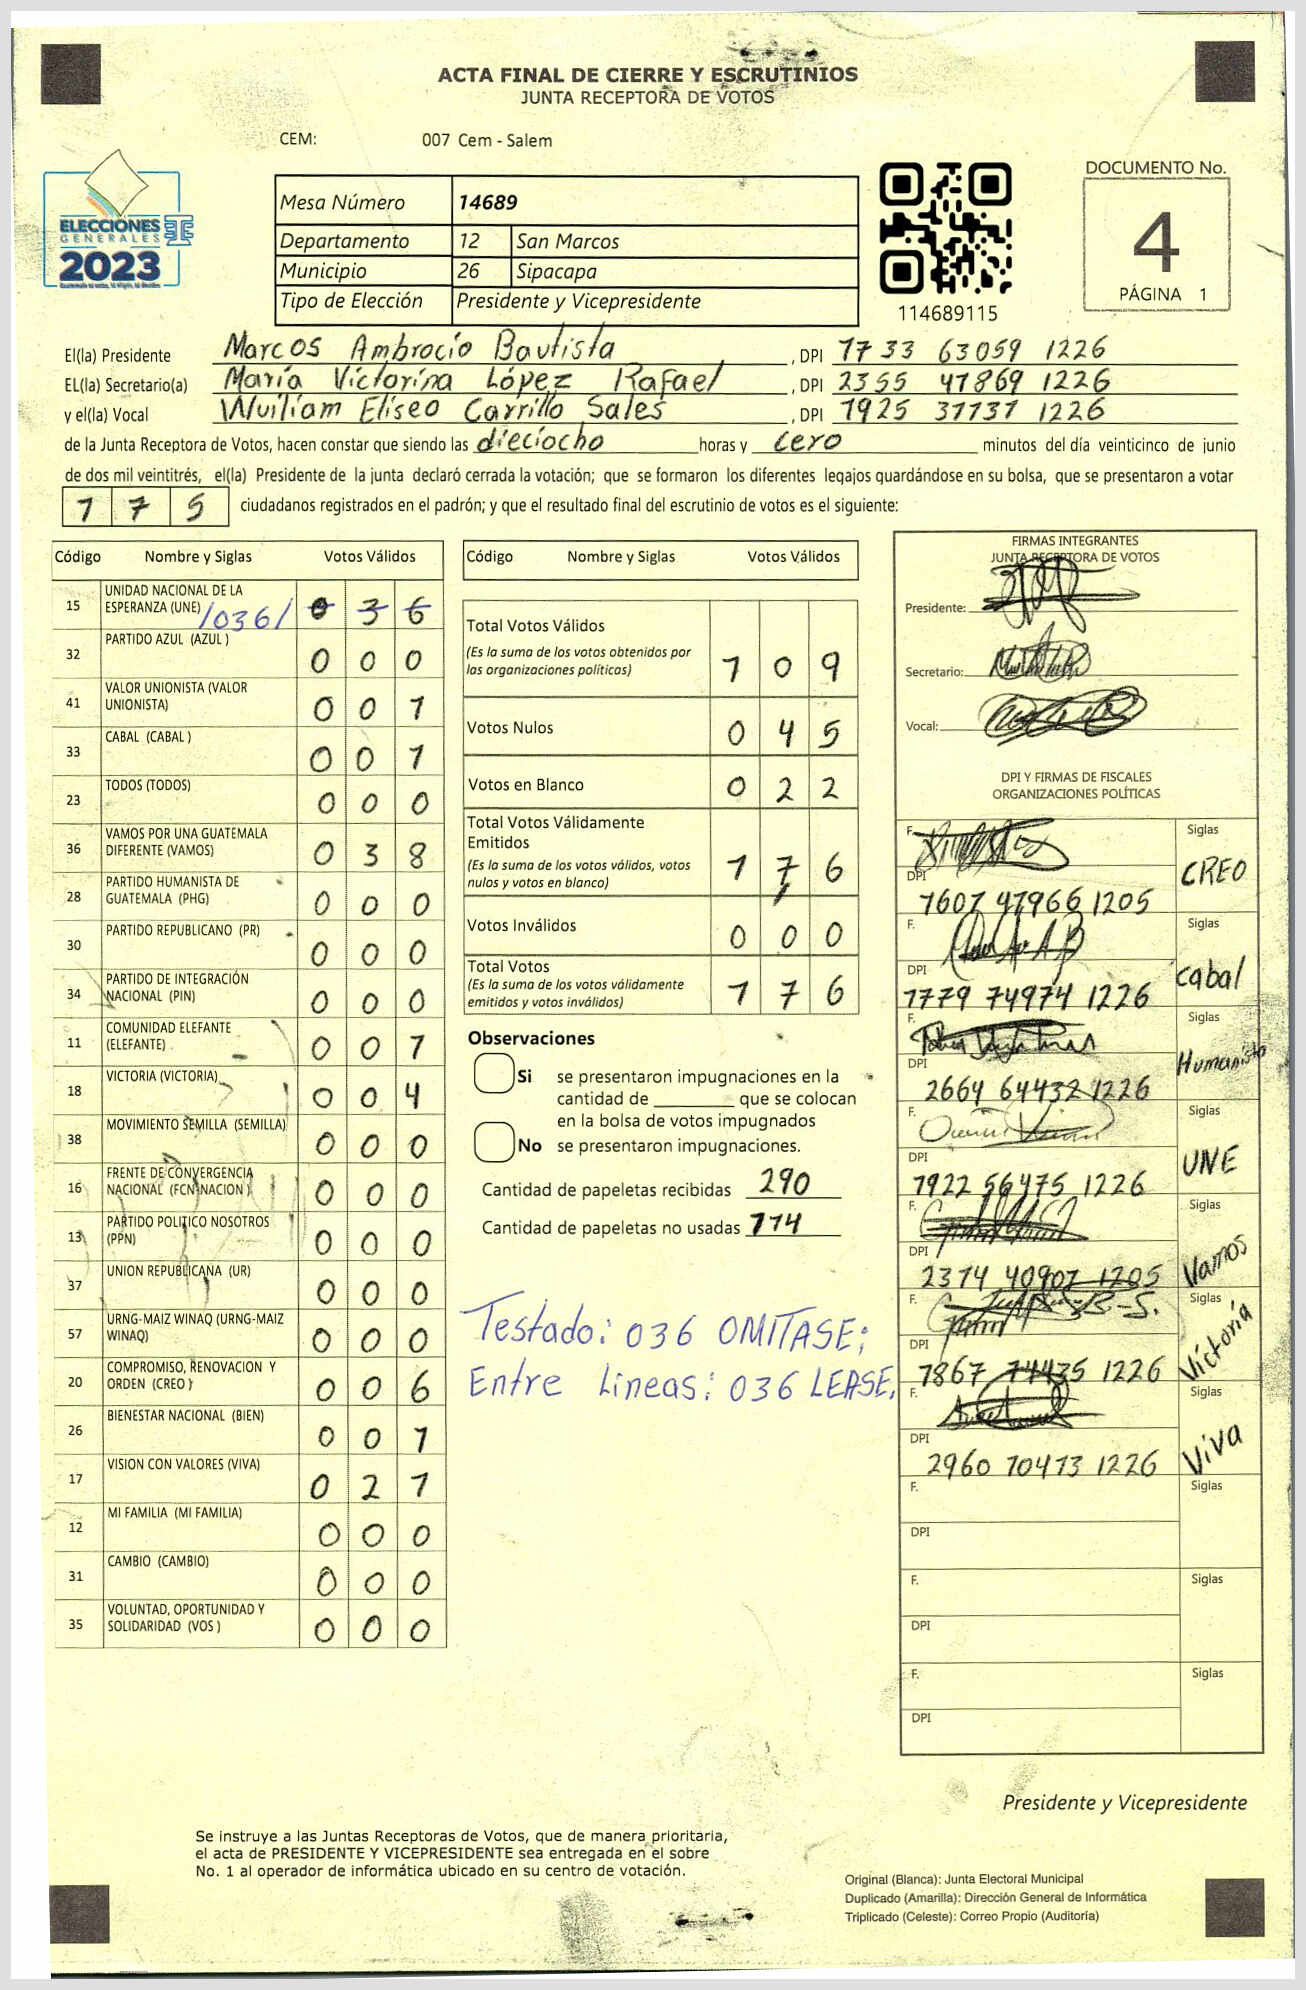 ACTA FINAL DE CIERRE Y ESCRUTINIOS
JUNTA RECEPTORA DE VOTOS
CEM: 007 Cem - Salem
ELECCIONES
GENERALES
2023
Mesa Número 14689
Departamento 12 San Marcos
Municipio 26 Sipacapa
Tipo de Elección Presidente y Vicepresidente
114689115
DOCUMENTO No.
4
PÁGINA 1
El(la) Presidente Marcos Ambrocio Bautista , DPI 1733 63059 1226
EL(la) Secretario(a) María Victorina López Rafael , DPI 2355 47869 1226
y el(la) Vocal Wuiliam Eliseo Carrillo Sales , DPI 1925 37737 1226
de la Junta Receptora de Votos, hacen constar que siendo las dieciocho horas y cero minutos del día veinticinco de junio
de dos mil veintitrés, el(la) Presidente de la junta declaró cerrada la votación; que se formaron los diferentes legajos guardándose en su bolsa, que se presentaron a votar
1 7 5 ciudadanos registrados en el padrón; y que el resultado final del escrutinio de votos es el siguiente:
Código Nombre y Siglas Votos Válidos
15 UNIDAD NACIONAL DE LA
ESPERANZA (UNE) /036/ 0 3 6
32 PARTIDO AZUL (AZUL ) 0 0 0
41 VALOR UNIONISTA (VALOR
UNIONISTA) 0 0 1
33 CABAL (CABAL ) 0 0 1
23 TODOS (TODOS) 0 0 0
36 VAMOS POR UNA GUATEMALA
DIFERENTE (VAMOS) 0 3 8
28 PARTIDO HUMANISTA DE
GUATEMALA (PHG) 0 0 0
30 PARTIDO REPUBLICANO (PR) 0 0 0
34 PARTIDO DE INTEGRACIÓN
NACIONAL (PIN) 0 0 0
11 COMUNIDAD ELEFANTE
(ELEFANTE) 0 0 1
18 VICTORIA (VICTORIA) 0 0 4
38 MOVIMIENTO SEMILLA (SEMILLA) 0 0 0
16 FRENTE DE CONVERGENCIA
NACIONAL (FCN-NACION) 0 0 0
13 PARTIDO POLITICO NOSOTROS
(PPN) 0 0 0
37 UNION REPUBLICANA (UR) 0 0 0
57 URNG-MAIZ WINAQ (URNG-MAIZ
WINAQ) 0 0 0
20 COMPROMISO, RENOVACION Y
ORDEN (CREO ) 0 0 6
26 BIENESTAR NACIONAL (BIEN) 0 0 1
17 VISION CON VALORES (VIVA) 0 2 1
12 MI FAMILIA (MI FAMILIA) 0 0 0
31 CAMBIO (CAMBIO) 0 0 0
35 VOLUNTAD, OPORTUNIDAD Y
SOLIDARIDAD (VOS ) 0 0 0
Código Nombre y Siglas Votos Válidos
Total Votos Válidos
(Es la suma de los votos obtenidos por
las organizaciones políticas) 1 0 9
Votos Nulos 0 4 5
Votos en Blanco 0 2 2
Total Votos Válidamente
Emitidos
(Es la suma de los votos válidos, votos
nulos y votos en blanco) 1 7 6
Votos Inválidos 0 0 0
Total Votos
(Es la suma de los votos válidamente
emitidos y votos inválidos) 1 7 6
Observaciones
Si se presentaron impugnaciones en la
cantidad de ________ que se colocan
en la bolsa de votos impugnados
No se presentaron impugnaciones.
Cantidad de papeletas recibidas 290
Cantidad de papeletas no usadas 114
Testado: 036 OMITASE;
Entre Lineas: 036 LEASE.
FIRMAS INTEGRANTES
JUNTA RECEPTORA DE VOTOS
Presidente:
Secretario:
Vocal:
DPI Y FIRMAS DE FISCALES
ORGANIZACIONES POLÍTICAS
F. Siglas
DPI 1607 47966 1205 CREO
F. Siglas
DPI 1779 74974 1226 Cabal
F. Siglas
DPI 2664 64432 1226 Humanista
F. Siglas
DPI 1922 56475 1226 UNE
F. Siglas
DPI 2374 40907 1205 Vamos
F. Siglas
DPI 1867 77435 1226 Victoria
F. Siglas
DPI 2960 10473 1226 Viva
F. Siglas
DPI
F. Siglas
DPI
F. Siglas
DPI
Presidente y Vicepresidente
Se instruye a las Juntas Receptoras de Votos, que de manera prioritaria,
el acta de PRESIDENTE Y VICEPRESIDENTE sea entregada en el sobre
No. 1 al operador de informática ubicado en su centro de votación.
Original (Blanca): Junta Electoral Municipal
Duplicado (Amarilla): Dirección General de Informática
Triplicado (Celeste): Correo Propio (Auditoría)